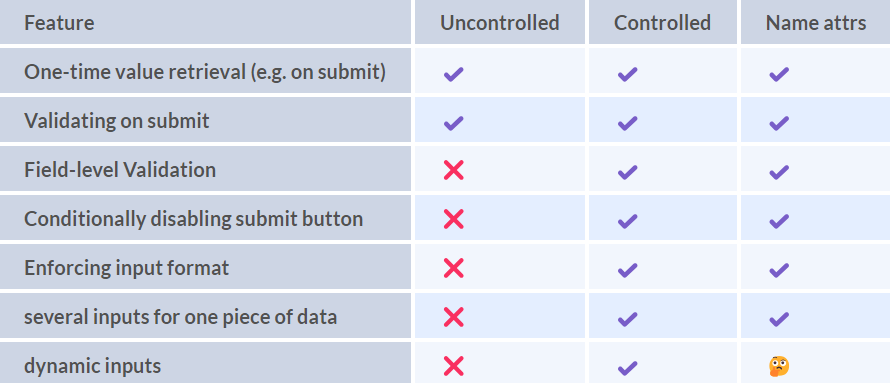 Feature Uncontrolled Controlled Name attrs
One-time value retrieval (e.g. on submit) ✓ ✓ ✓
Validating on submit ✓ ✓ ✓
Field-level Validation ✗ ✓ ✓
Conditionally disabling submit button ✗ ✓ ✓
Enforcing input format ✗ ✓ ✓
several inputs for one piece of data ✗ ✓ ✓
dynamic inputs ✗ ✓ 🤔